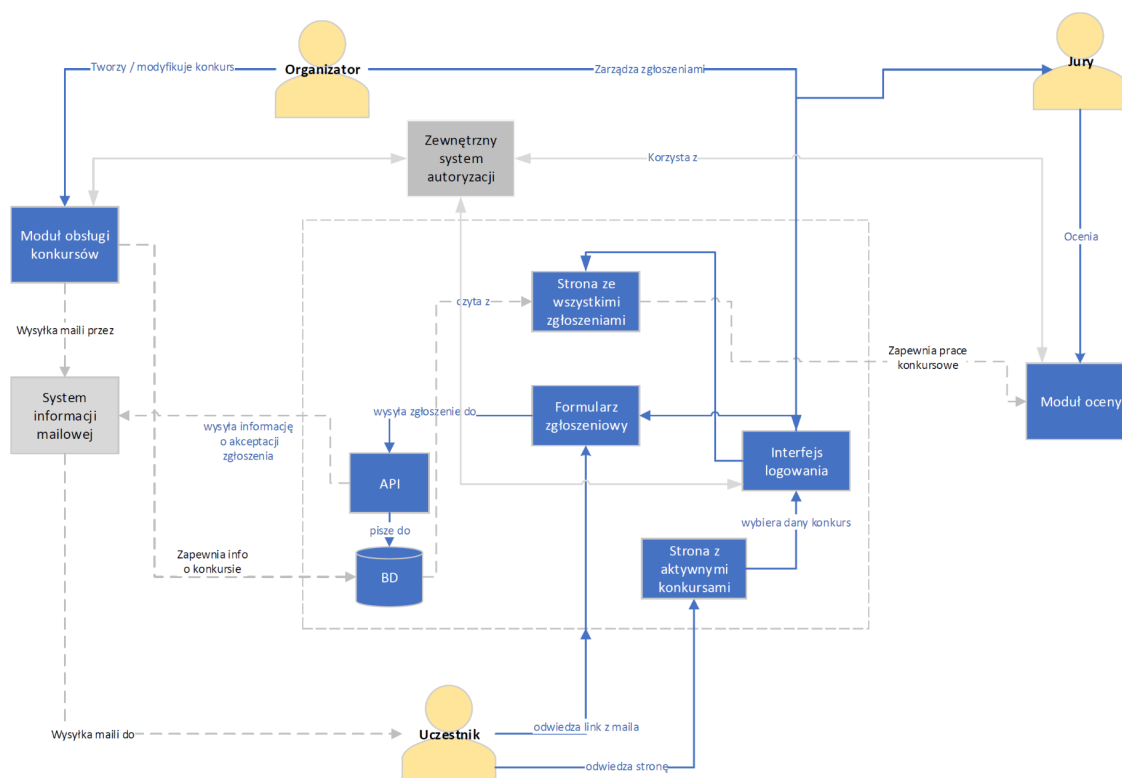 Tworzy / modyfikuje konkurs
Organizator
Zarządza zgłoszeniami
Jury
Zewnętrzny
system
autoryzacji
Korzysta z
Moduł obsługi
konkursów
Ocenia
Strona ze
wszystkimi
zgłoszeniami
czyta z
Wysyłka maili przez
Zapewnia prace
konkursowe
System
informacji
mailowej
wysyła zgłoszenie do
Formularz
zgłoszeniowy
Moduł oceny
wysyła informację
o akceptacji
zgłoszenia
Interfejs
logowania
API
pisze do
wybiera dany konkurs
Zapewnia info
o konkursie
BD
Strona z
aktywnymi
konkursami
Wysyłka maili do
Uczestnik
odwiedza link z maila
odwiedza stronę